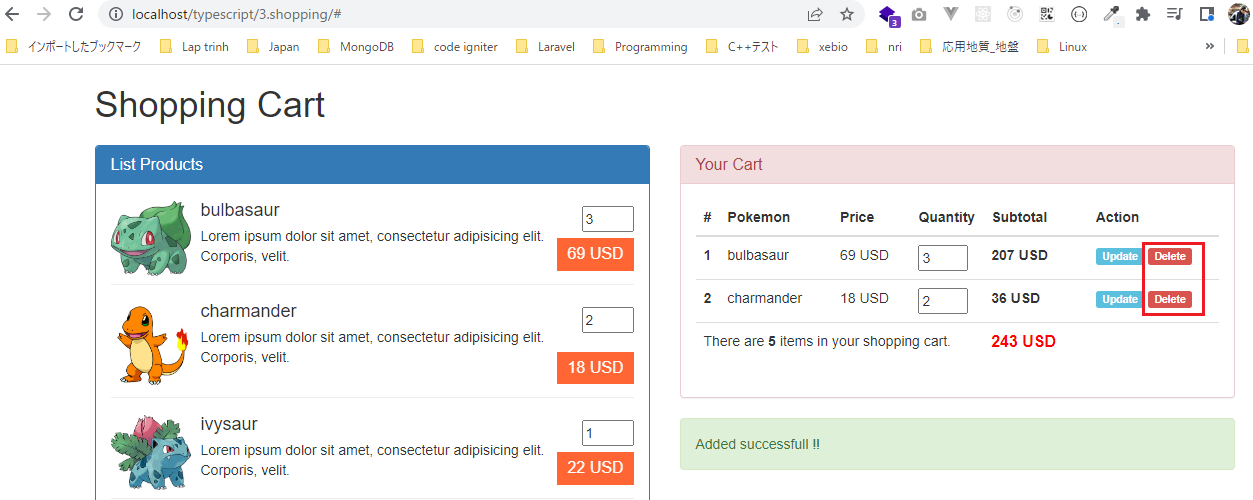 localhost/typescript/3.shopping/#
3
インポートしたブックマーク Lap trinh Japan MongoDB code igniter Laravel Programming C++テスト xebio nri 応用地質_地盤 Linux »
Shopping Cart
List Products
bulbasaur
3
Lorem ipsum dolor sit amet, consectetur adipisicing elit.
Corporis, velit.
69 USD
charmander
2
Lorem ipsum dolor sit amet, consectetur adipisicing elit.
Corporis, velit.
18 USD
ivysaur
1
Lorem ipsum dolor sit amet, consectetur adipisicing elit.
Corporis, velit.
22 USD
Your Cart
# Pokemon Price Quantity Subtotal Action
1 bulbasaur 69 USD 3 207 USD Update Delete
2 charmander 18 USD 2 36 USD Update Delete
There are 5 items in your shopping cart. 243 USD
Added successfull !!